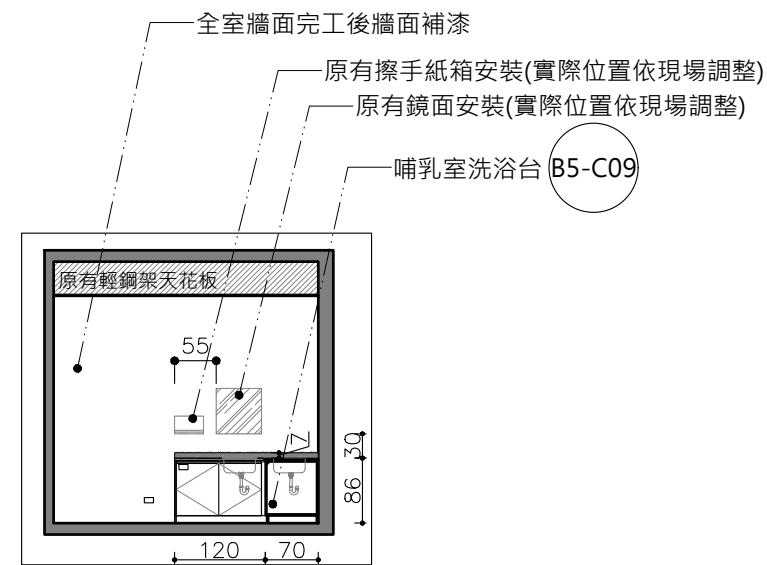 全室牆面完工後牆面補漆
原有擦手紙箱安裝(實際位置依現場調整)
原有鏡面安裝(實際位置依現場調整)
哺乳室洗浴台 B5-C09
原有輕鋼架天花板
55
7
30
86
120 70